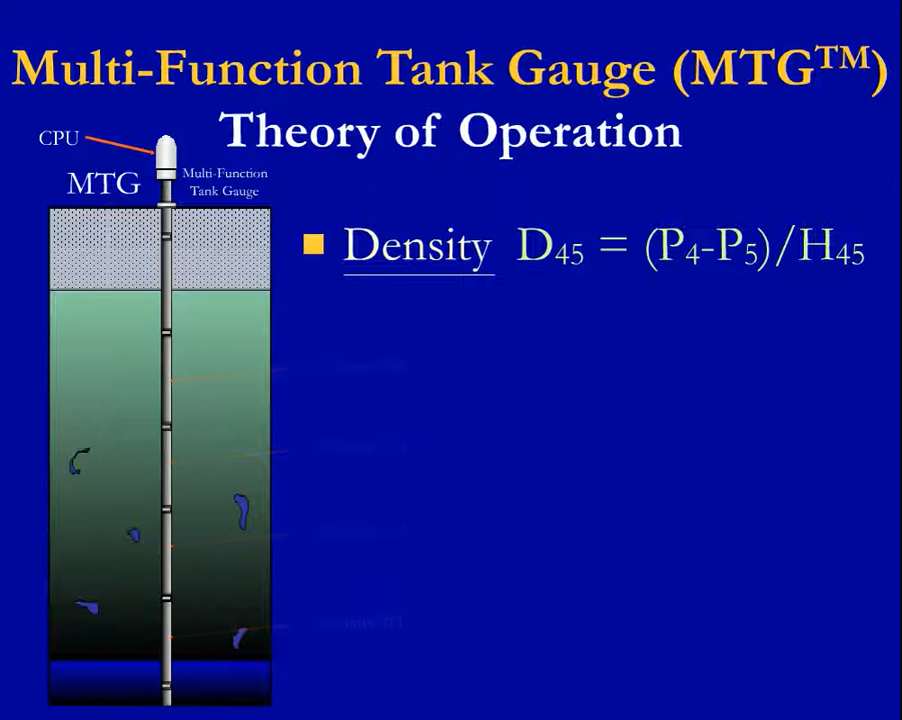 Multi-Function Tank Gauge (MTG™)
Theory of Operation
CPU
MTG
Multi-Function
Tank Gauge
Density D₄₅ = (P₄-P₅)/H₄₅